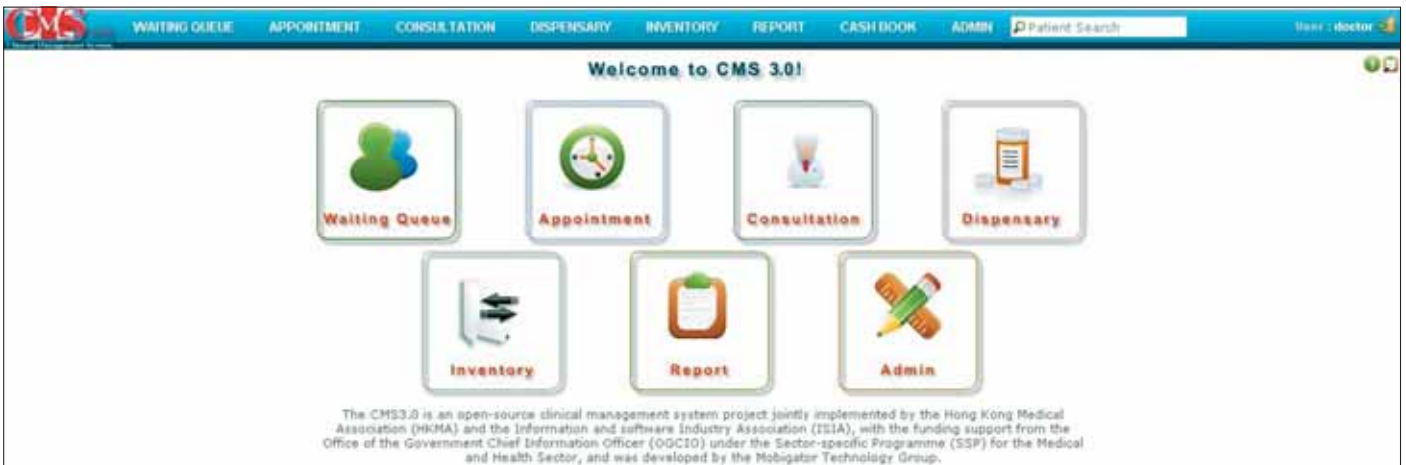 CMS
WAITING QUEUE APPOINTMENT CONSULTATION DISPENSARY INVENTORY REPORT CASH BOOK ADMIN Patient Search User : doctor
Welcome to CMS 3.0!
Waiting Queue Appointment Consultation Dispensary
Inventory Report Admin
The CMS3.0 is an open-source clinical management system project jointly implemented by the Hong Kong Medical
Association (HKMA) and the Information and software Industry Association (ISIA), with the funding support from the
Office of the Government Chief Information Officer (OGCIO) under the Sector-specific Programme (SSP) for the Medical
and Health Sector, and was developed by the Mobigator Technology Group.